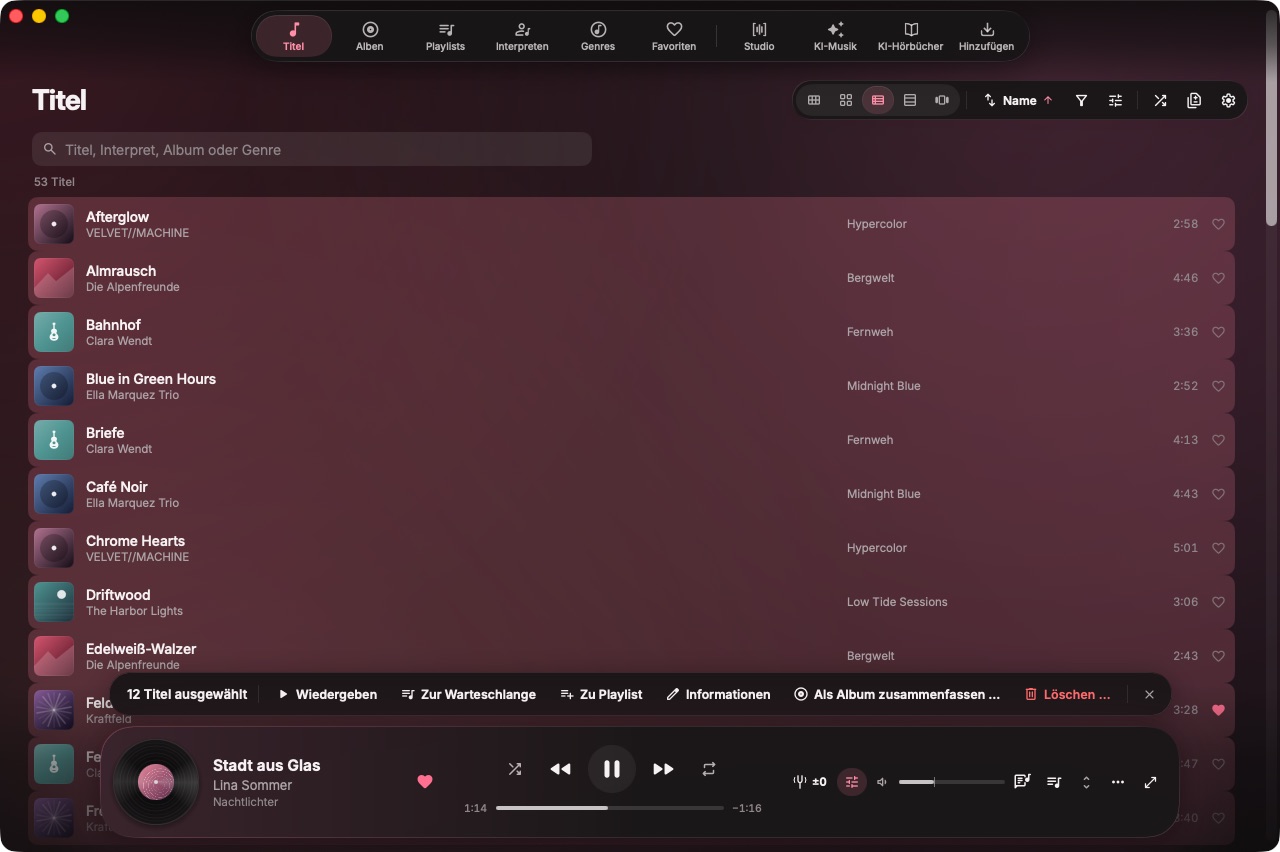 Titel
Alben
Playlists
Interpreten
Genres
Favoriten
Studio
KI-Musik
KI-Hörbücher
Hinzufügen
Titel
Name
Titel, Interpret, Album oder Genre
53 Titel
Afterglow
VELVET//MACHINE
Hypercolor
2:58
Almrausch
Die Alpenfreunde
Bergwelt
4:46
Bahnhof
Clara Wendt
Fernweh
3:36
Blue in Green Hours
Ella Marquez Trio
Midnight Blue
2:52
Briefe
Clara Wendt
Fernweh
4:13
Café Noir
Ella Marquez Trio
Midnight Blue
4:43
Chrome Hearts
VELVET//MACHINE
Hypercolor
5:01
Driftwood
The Harbor Lights
Low Tide Sessions
3:06
Edelweiß-Walzer
Die Alpenfreunde
Bergwelt
2:43
Kraftfeld
3:28
12 Titel ausgewählt
Wiedergeben
Zur Warteschlange
Zu Playlist
Informationen
Als Album zusammenfassen ...
Löschen ...
Stadt aus Glas
Lina Sommer
Nachtlichter
1:14
−1:16
±0